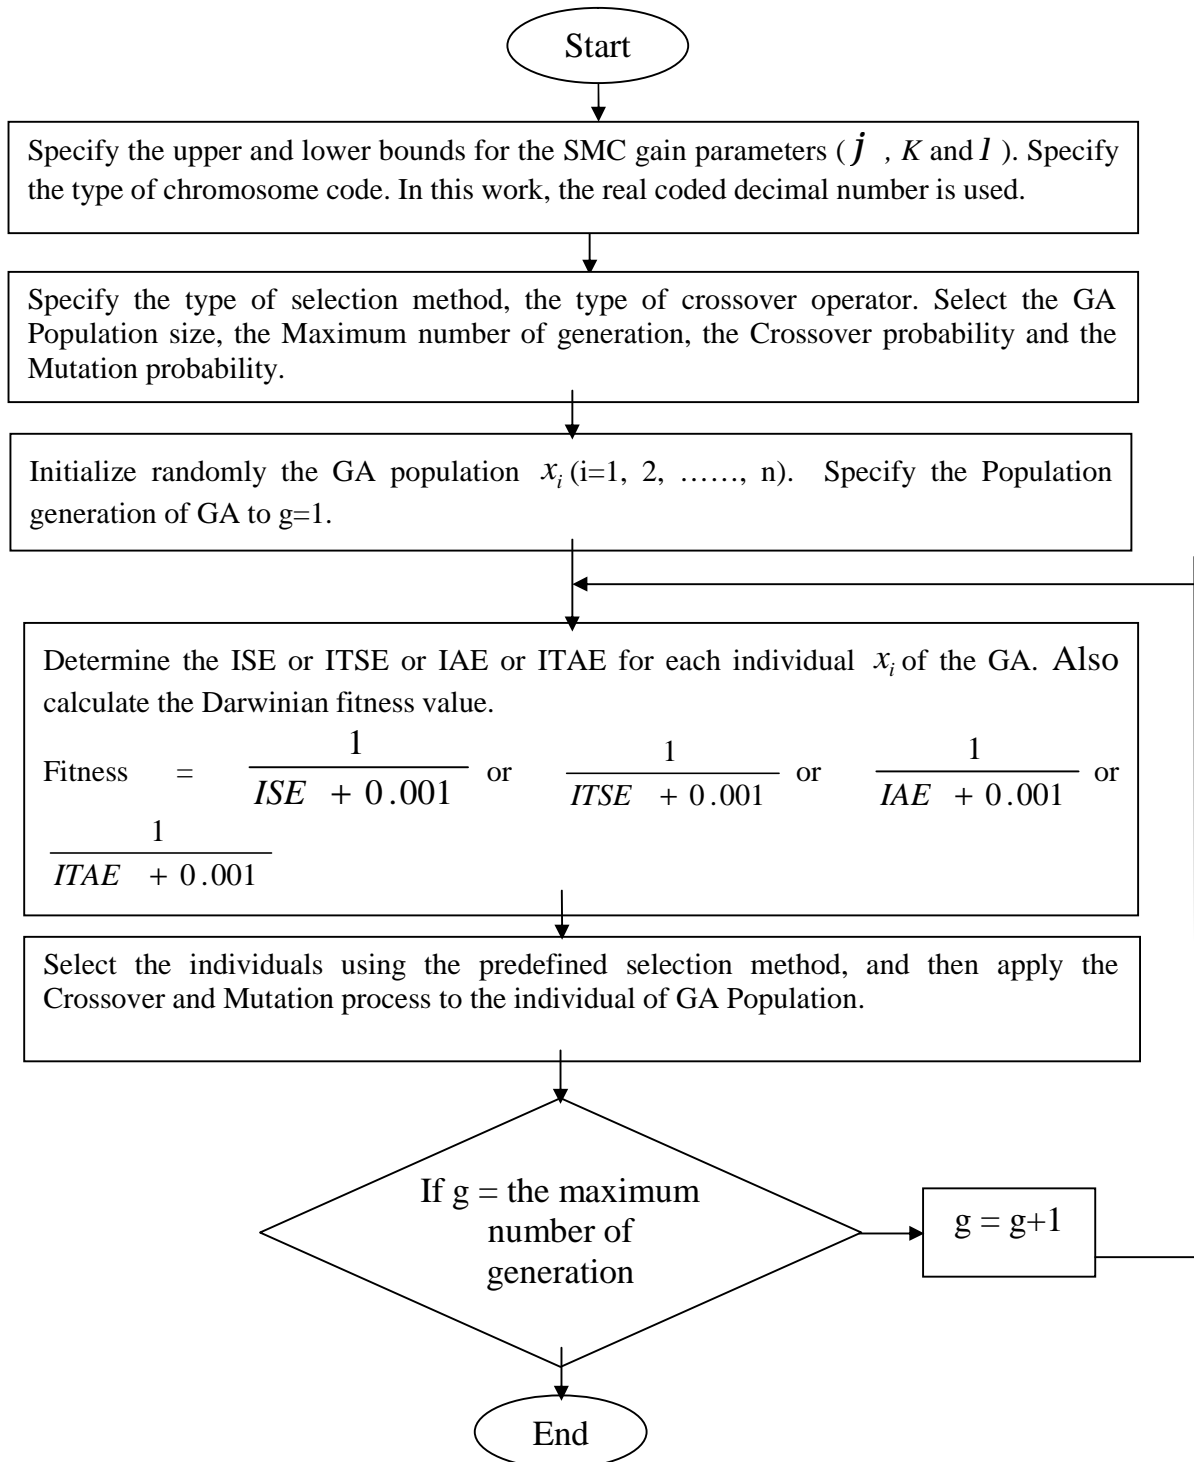 Start
Specify the upper and lower bounds for the SMC gain parameters ( j , K and l ). Specify
the type of chromosome code. In this work, the real coded decimal number is used.
Specify the type of selection method, the type of crossover operator. Select the GA
Population size, the Maximum number of generation, the Crossover probability and the
Mutation probability.
Initialize randomly the GA population x_i (i=1, 2, ……, n). Specify the Population
generation of GA to g=1.
Determine the ISE or ITSE or IAE or ITAE for each individual x_i of the GA. Also
calculate the Darwinian fitness value.
Fitness = 1 / (ISE + 0.001) or 1 / (ITSE + 0.001) or 1 / (IAE + 0.001) or
1 / (ITAE + 0.001)
Select the individuals using the predefined selection method, and then apply the
Crossover and Mutation process to the individual of GA Population.
If g = the maximum
number of
generation
g = g+1
End